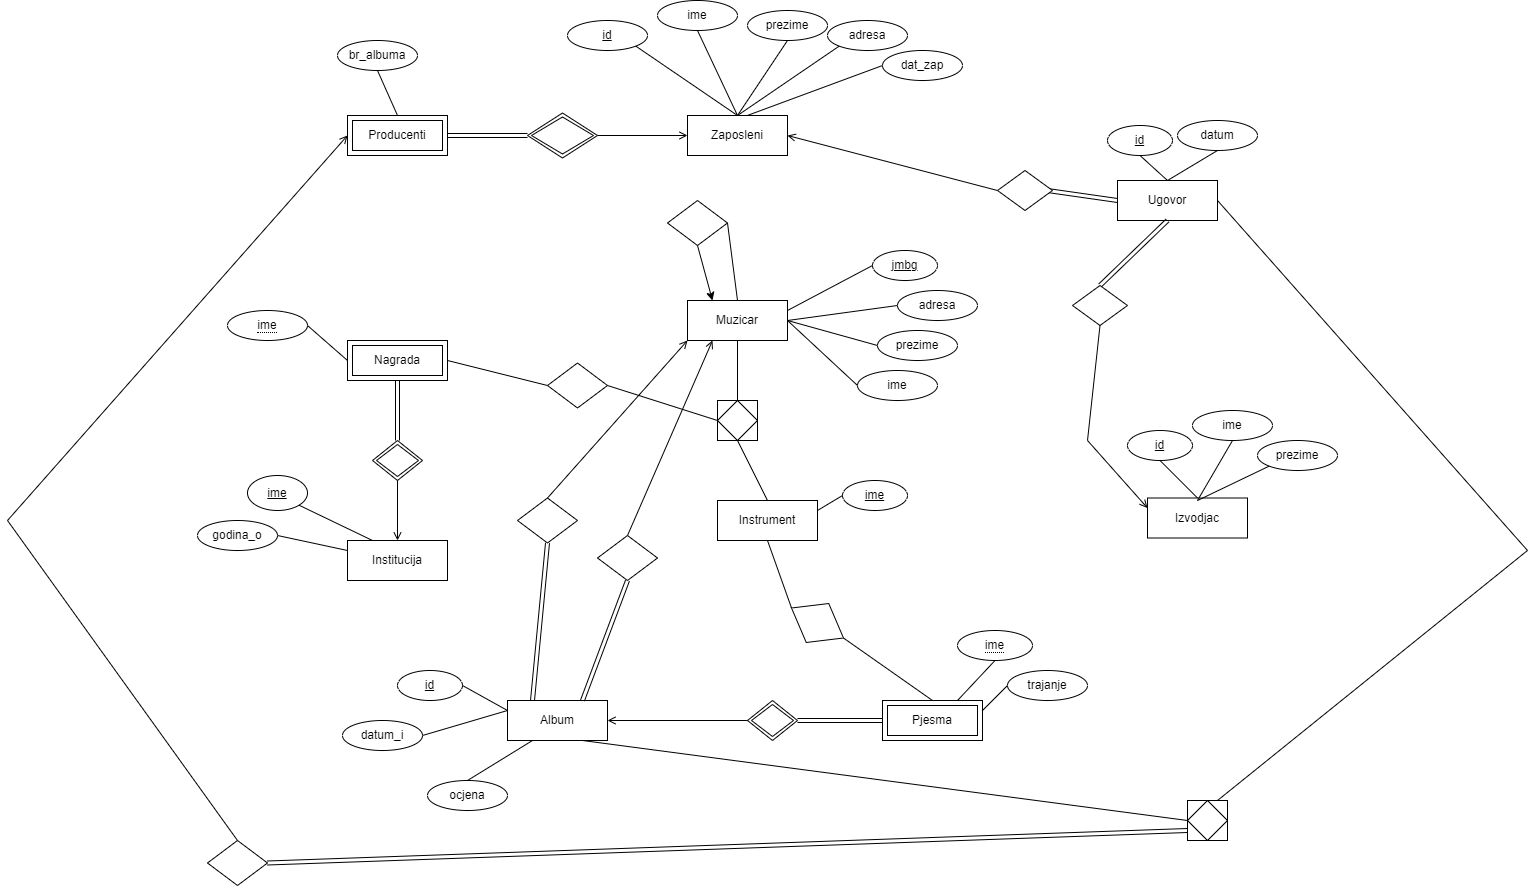 ime
id
prezime
adresa
br_albuma
dat_zap
Producenti
Zaposleni
id
datum
Ugovor
jmbg
adresa
Muzicar
ime
prezime
Nagrada
ime
ime
id
prezime
ime
ime
Instrument
Izvodjac
godina_o
Institucija
ime
id
trajanje
Album
Pjesma
datum_i
ocjena